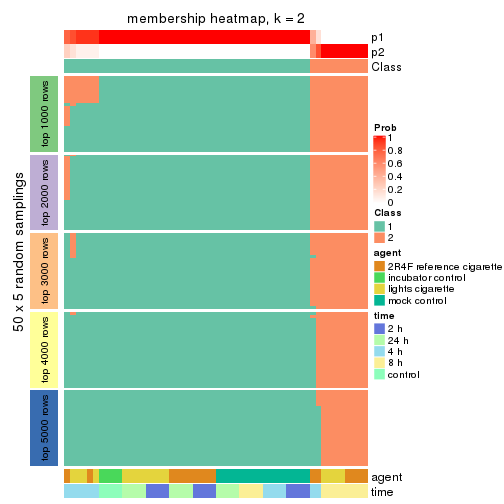 membership heatmap, k = 2
p1
p2
Class
50 x 5 random samplings
top 1000 rows
top 2000 rows
top 3000 rows
top 4000 rows
top 5000 rows
agent
time
Prob
1
0.8
0.6
0.4
0.2
0
Class
1
2
agent
2R4F reference cigarette
incubator control
lights cigarette
mock control
time
2 h
24 h
4 h
8 h
control